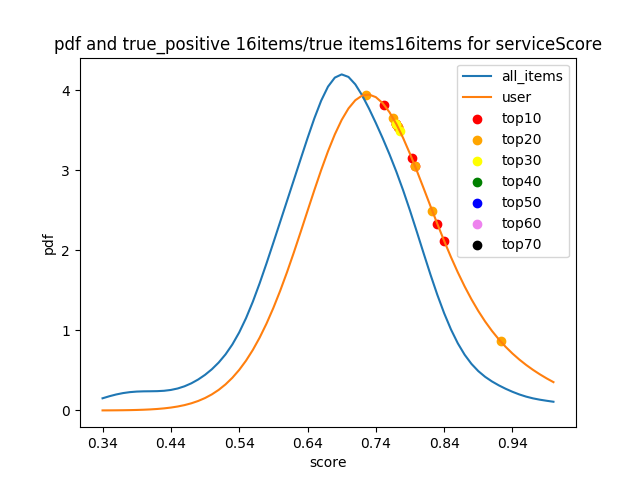 pdf and true_positive 16items/true items16items for serviceScore
all_items
user
top10
top20
top30
top40
top50
top60
top70
pdf
4
3
2
1
0
0.34 0.44 0.54 0.64 0.74 0.84 0.94
score